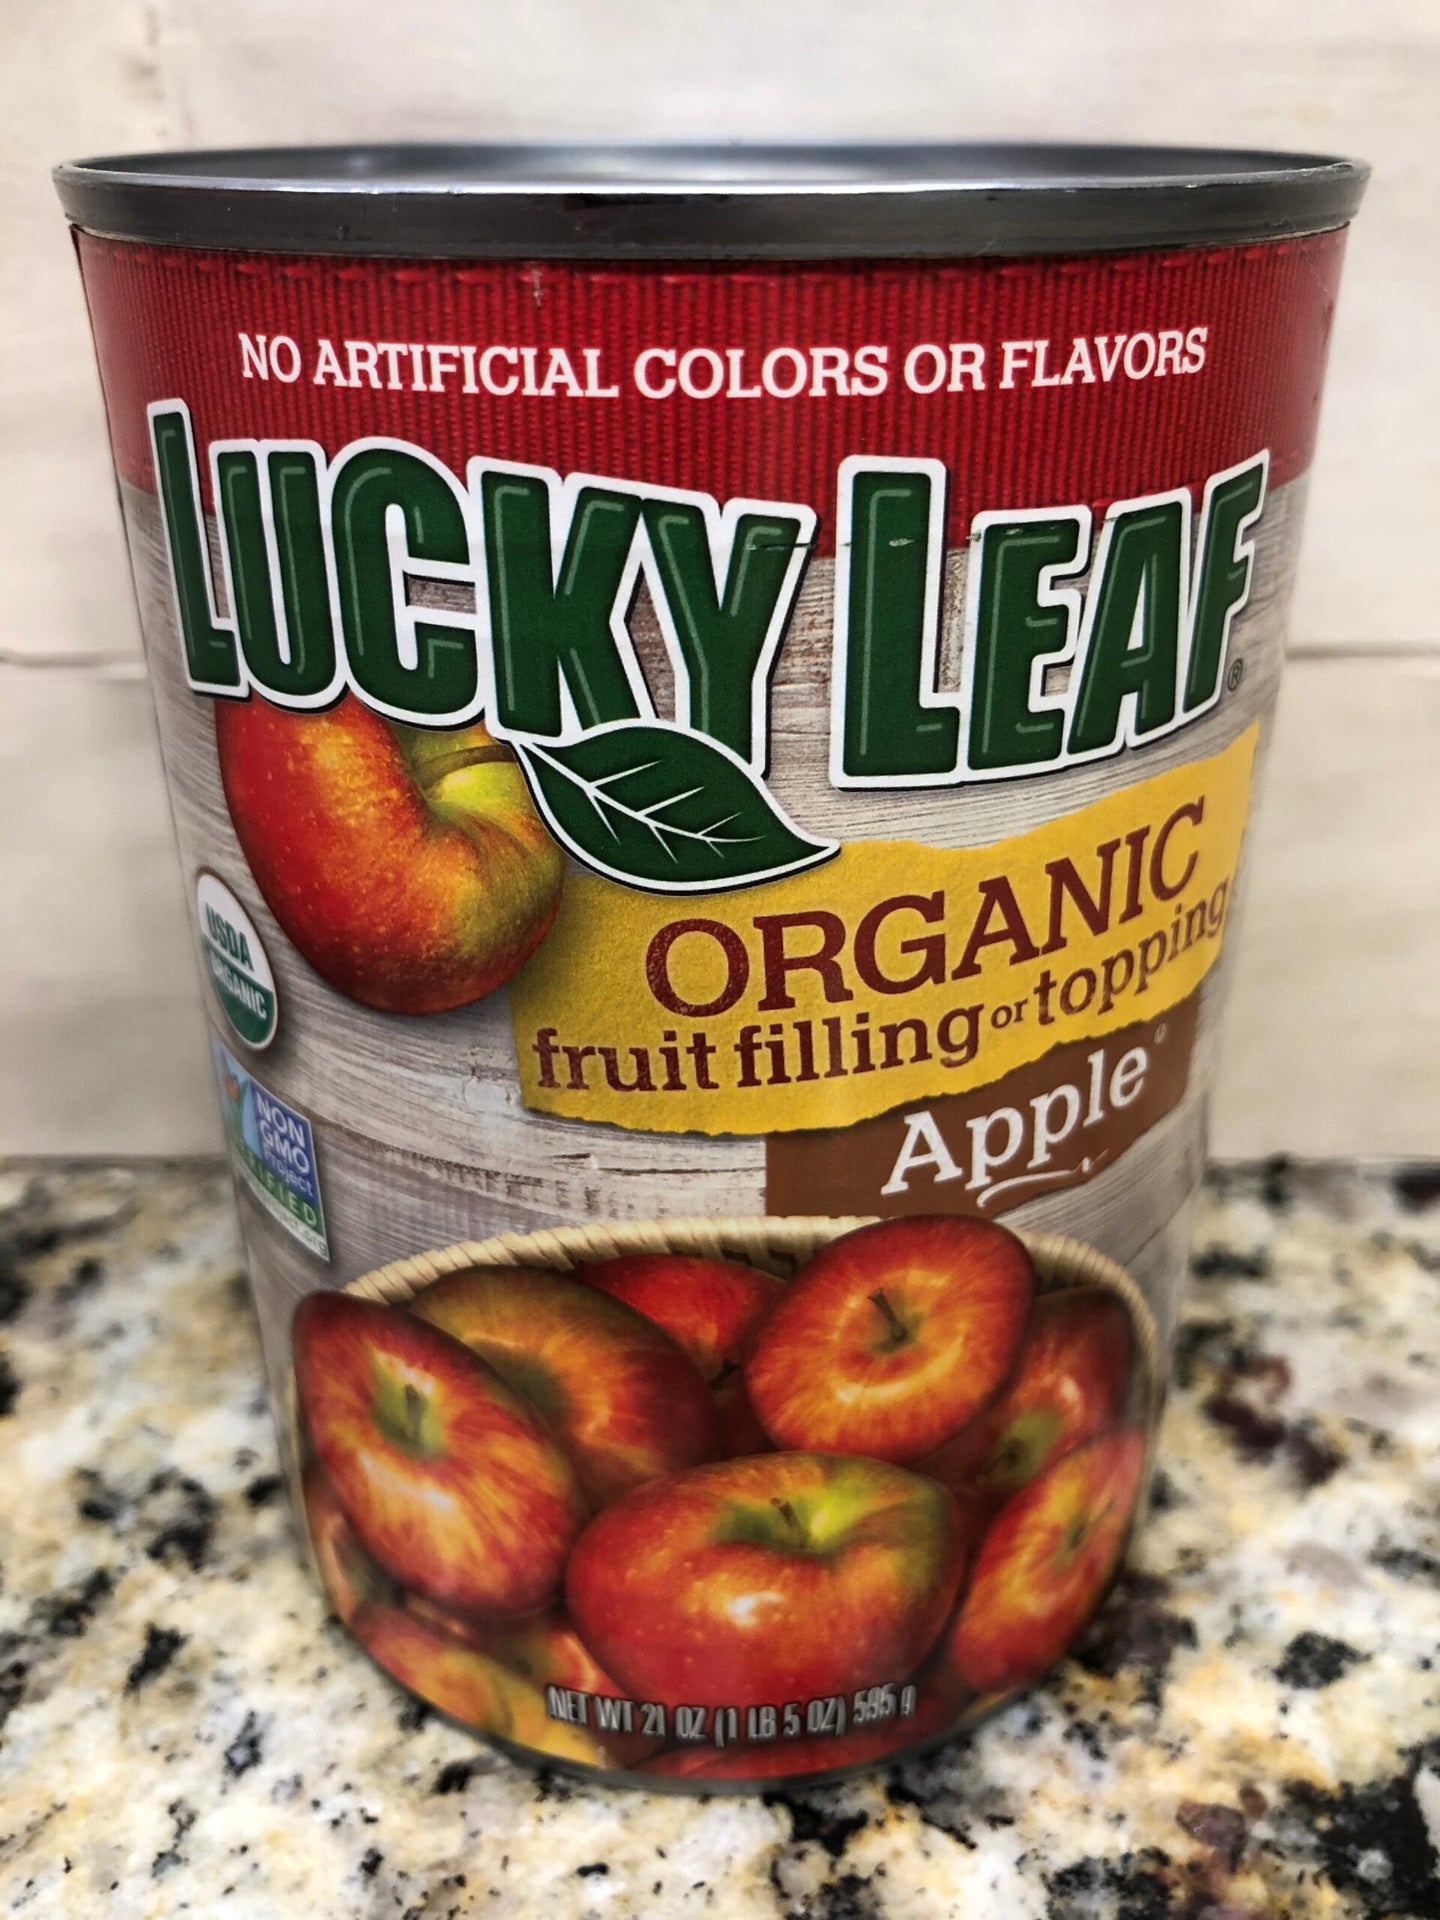 NO ARTIFICIAL COLORS OR FLAVORS
LUCKY LEAF®
ORGANIC
fruit filling or topping
Apple
USDA
ORGANIC
NON
GMO
Project
VERIFIED
NET WT 21 OZ (1 LB 5 OZ) 595 g